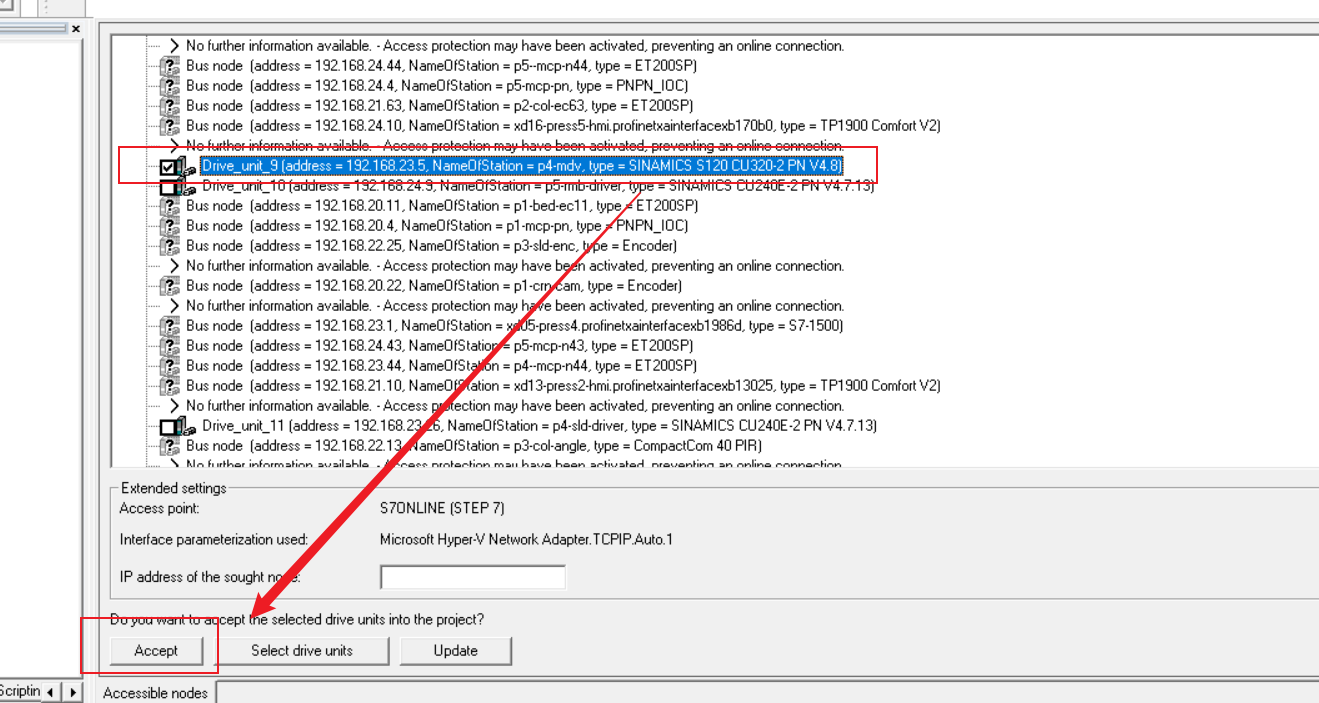 No further information available. - Access protection may have been activated, preventing an online connection.
Bus node (address = 192.168.24.44, NameOfStation = p5--mcp-n44, type = ET200SP)
Bus node (address = 192.168.24.4, NameOfStation = p5-mcp-pn, type = PNPN_IOC)
Bus node (address = 192.168.21.63, NameOfStation = p2-col-ec63, type = ET200SP)
Bus node (address = 192.168.24.10, NameOfStation = xd16-press5-hmi.profinetxainterfacexb170b0, type = TP1900 Comfort V2)
No further information available. - Access protection may have been activated, preventing an online connection.
Drive_unit_9 (address = 192.168.23.5, NameOfStation = p4-mdv, type = SINAMICS S120 CU320-2 PN V4.8)
Drive_unit_10 (address = 192.168.24.9, NameOfStation = p5-rmb-driver, type = SINAMICS CU240E-2 PN V4.7.13)
Bus node (address = 192.168.20.11, NameOfStation = p1-bed-ec11, type = ET200SP)
Bus node (address = 192.168.20.4, NameOfStation = p1-mcp-pn, type = PNPN_IOC)
Bus node (address = 192.168.22.25, NameOfStation = p3-sld-enc, type = Encoder)
No further information available. - Access protection may have been activated, preventing an online connection.
Bus node (address = 192.168.20.22, NameOfStation = p1-crn-cam, type = Encoder)
No further information available. - Access protection may have been activated, preventing an online connection.
Bus node (address = 192.168.23.1, NameOfStation = xd05-press4.profinetxainterfacexb1986d, type = S7-1500)
Bus node (address = 192.168.24.43, NameOfStation = p5-mcp-n43, type = ET200SP)
Bus node (address = 192.168.23.44, NameOfStation = p4--mcp-n44, type = ET200SP)
Bus node (address = 192.168.21.10, NameOfStation = xd13-press2-hmi.profinetxainterfacexb13025, type = TP1900 Comfort V2)
No further information available. - Access protection may have been activated, preventing an online connection.
Drive_unit_11 (address = 192.168.23.26, NameOfStation = p4-sld-driver, type = SINAMICS CU240E-2 PN V4.7.13)
Bus node (address = 192.168.22.13, NameOfStation = p3-col-angle, type = CompactCom 40 PIR)
No further information available. - Access protection may have been activated, preventing an online connection.
Extended settings
Access point: S7ONLINE (STEP 7)
Interface parameterization used: Microsoft Hyper-V Network Adapter.TCPIP.Auto.1
IP address of the sought node:
Do you want to accept the selected drive units into the project?
Accept Select drive units Update
Scriptin Accessible nodes